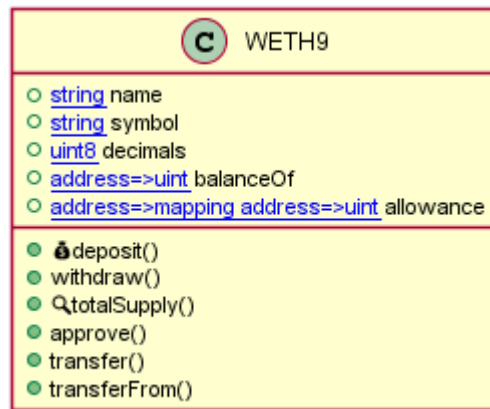 C WETH9
string name
string symbol
uint8 decimals
address=>uint balanceOf
address=>mapping address=>uint allowance
💰deposit()
withdraw()
🔍totalSupply()
approve()
transfer()
transferFrom()